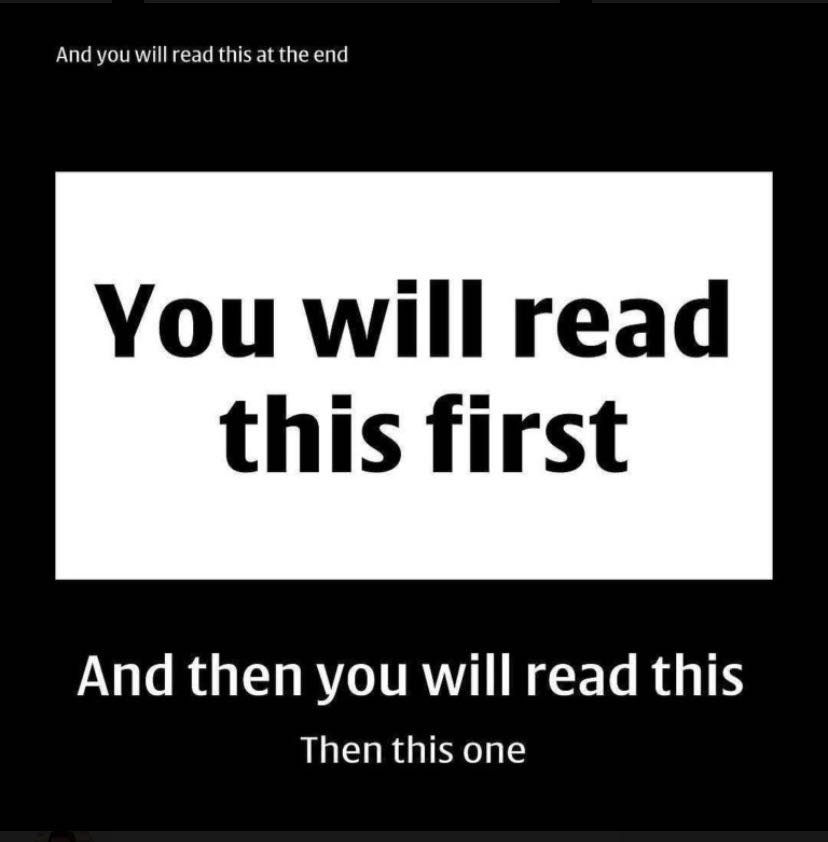 And you will read this at the end
You will read
this first
And then you will read this
Then this one